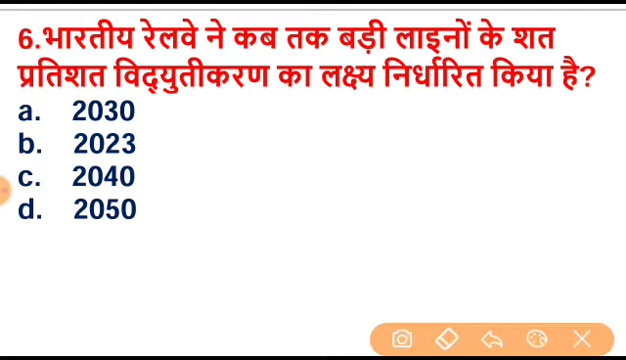 6.भारतीय रेलवे ने कब तक बड़ी लाइनों के शत
प्रतिशत विद्युतीकरण का लक्ष्य निर्धारित किया है?
a. 2030
b. 2023
c. 2040
d. 2050